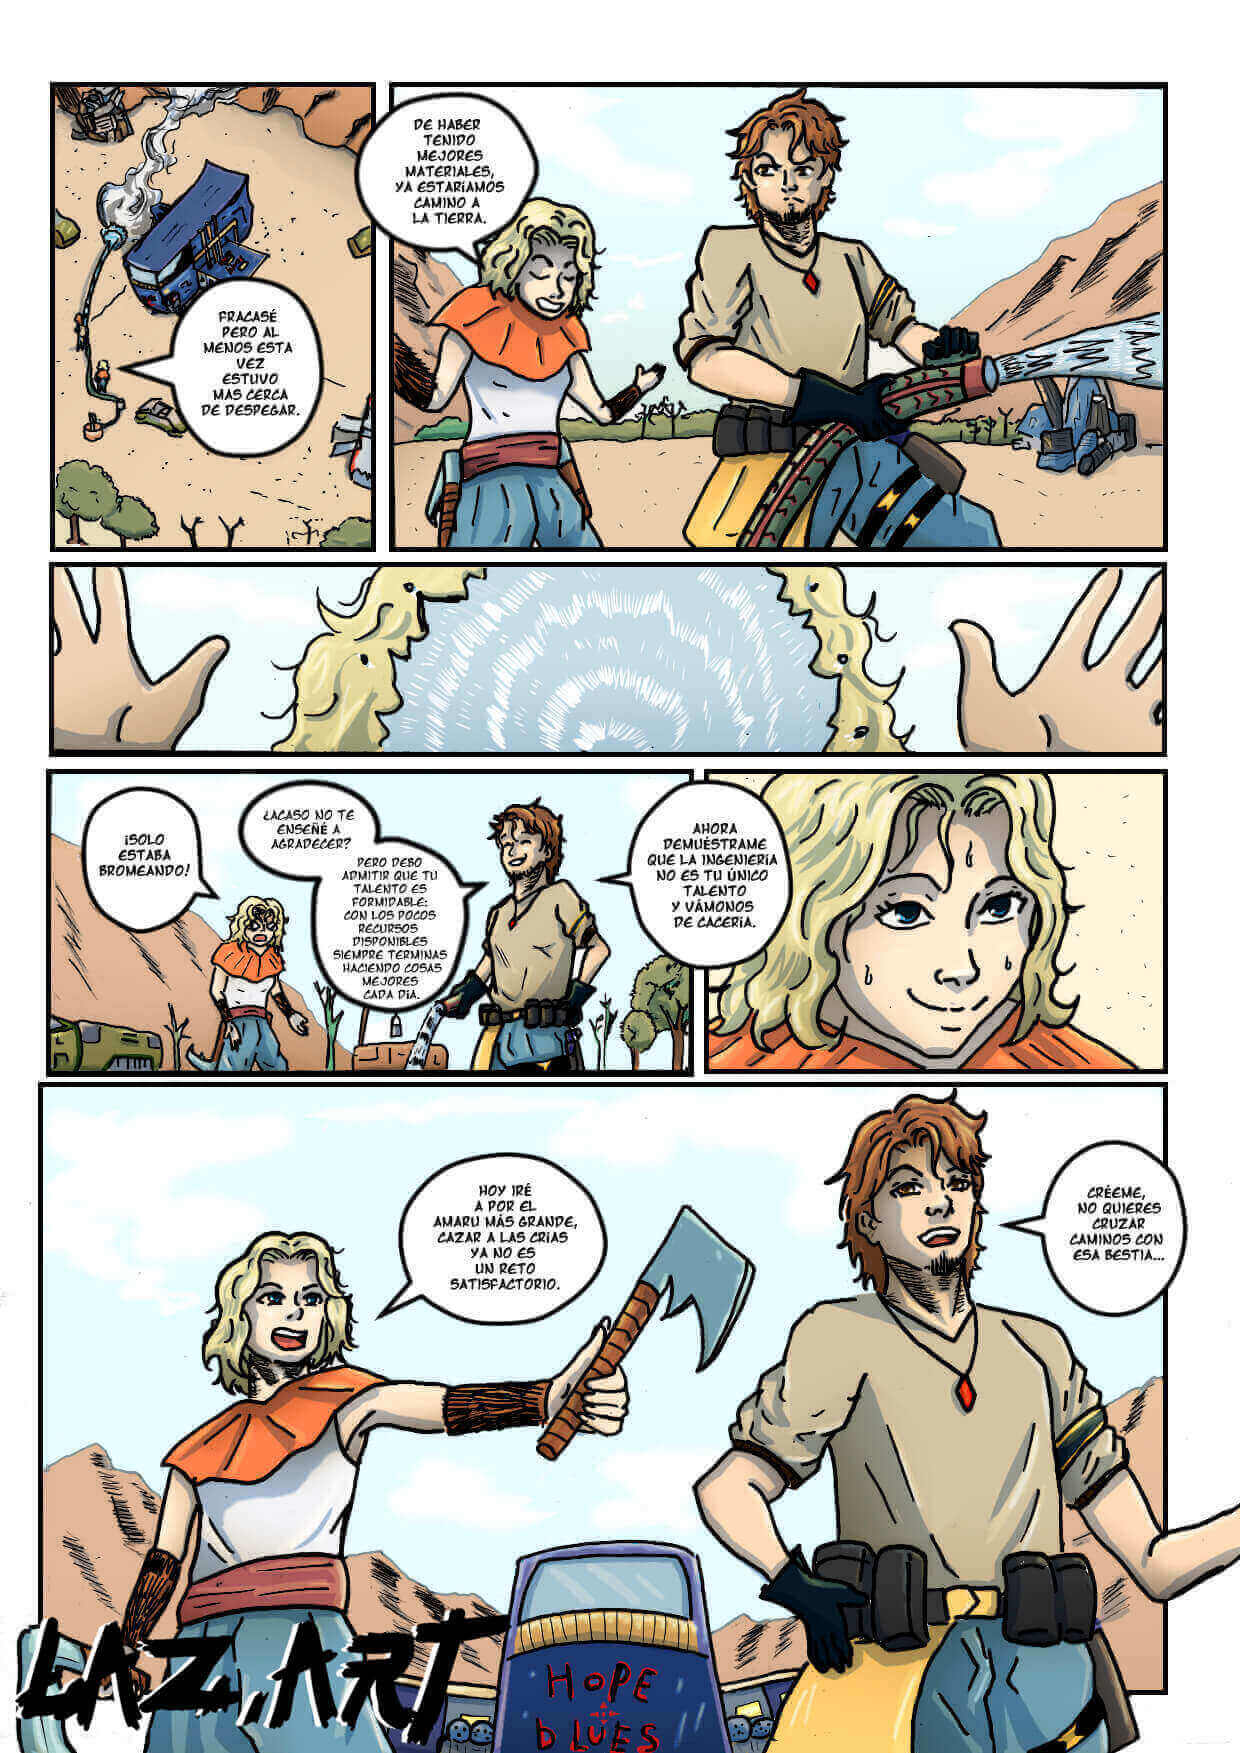 FRACASÉ
PERO AL
MENOS ESTA
VEZ
ESTUVO
MAS CERCA
DE DESPEGAR.
DE HABER
TENIDO
MEJORES
MATERIALES,
YA ESTARÍAMOS
CAMINO A
LA TIERRA.
¡SOLO
ESTABA
BROMEANDO!
¿ACASO NO TE
ENSEÑÉ A
AGRADECER?
PERO DEBO
ADMITIR QUE TU
TALENTO ES
FORMIDABLE:
CON LOS POCOS
RECURSOS
DISPONIBLES
SIEMPRE TERMINAS
HACIENDO COSAS
MEJORES
CADA DÍA.
AHORA
DEMUÉSTRAME
QUE LA INGENIERÍA
NO ES TU ÚNICO
TALENTO
Y VÁMONOS
DE CACERÍA.
HOY IRÉ
A POR EL
AMARU MÁS GRANDE,
CAZAR A LAS CRÍAS
YA NO ES
UN RETO
SATISFACTORIO.
CRÉEME,
NO QUIERES
CRUZAR
CAMINOS CON
ESA BESTIA...
LAZ.ART
HOPE
bLUES